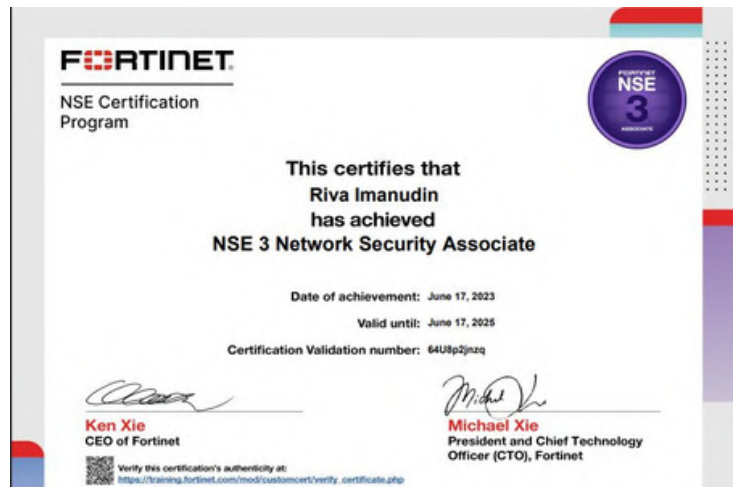 FORTINET
NSE Certification
Program
FORTINET
NSE
3
ASSOCIATE
This certifies that
Riva Imanudin
has achieved
NSE 3 Network Security Associate
Date of achievement: June 17, 2023
Valid until: June 17, 2025
Certification Validation number: 64U8p2jnzq
Ken Xie
CEO of Fortinet
Michael Xie
President and Chief Technology
Officer (CTO), Fortinet
Verify this certification's authenticity at:
https://training.fortinet.com/mod/customcert/verify_certificate.php